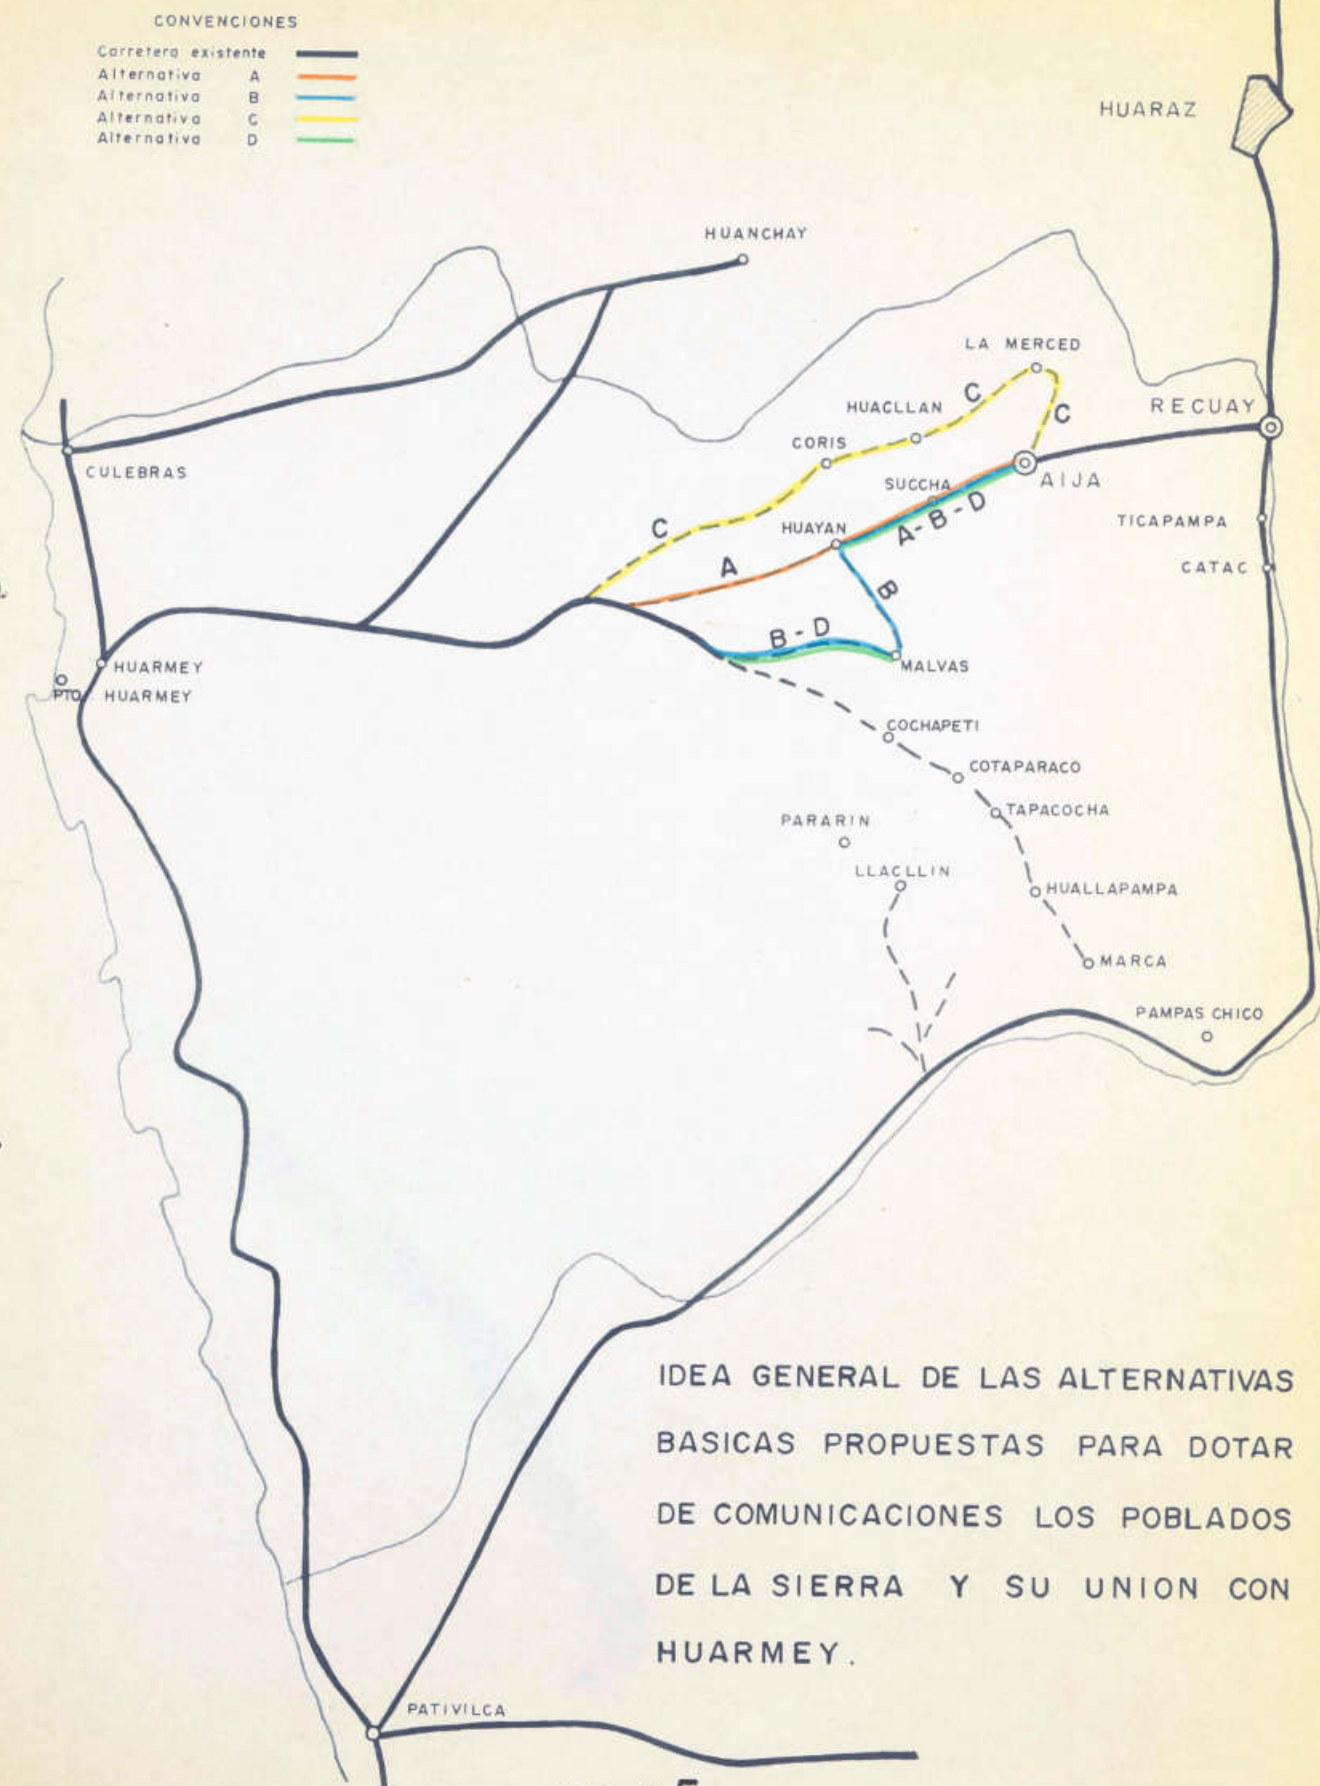 CONVENCIONES
Carretera existente
Alternativa A
Alternativa B
Alternativa C
Alternativa D
HUARAZ
HUANCHAY
LA MERCED
C
HUACLLAN
C
RECUAY
CORIS
CULEBRAS
SUCCHA
AIJA
C
HUAYAN
A-B-D
TICAPAMPA
A
CATAC
B
B-D
HUARMEY
MALVAS
PTO. HUARMEY
COCHAPETI
COTAPARACO
TAPACOCHA
PARARIN
LLACLLIN
HUALLAPAMPA
MARCA
PAMPAS CHICO
IDEA GENERAL DE LAS ALTERNATIVAS
BASICAS PROPUESTAS PARA DOTAR
DE COMUNICACIONES LOS POBLADOS
DE LA SIERRA Y SU UNION CON
HUARMEY.
PATIVILCA